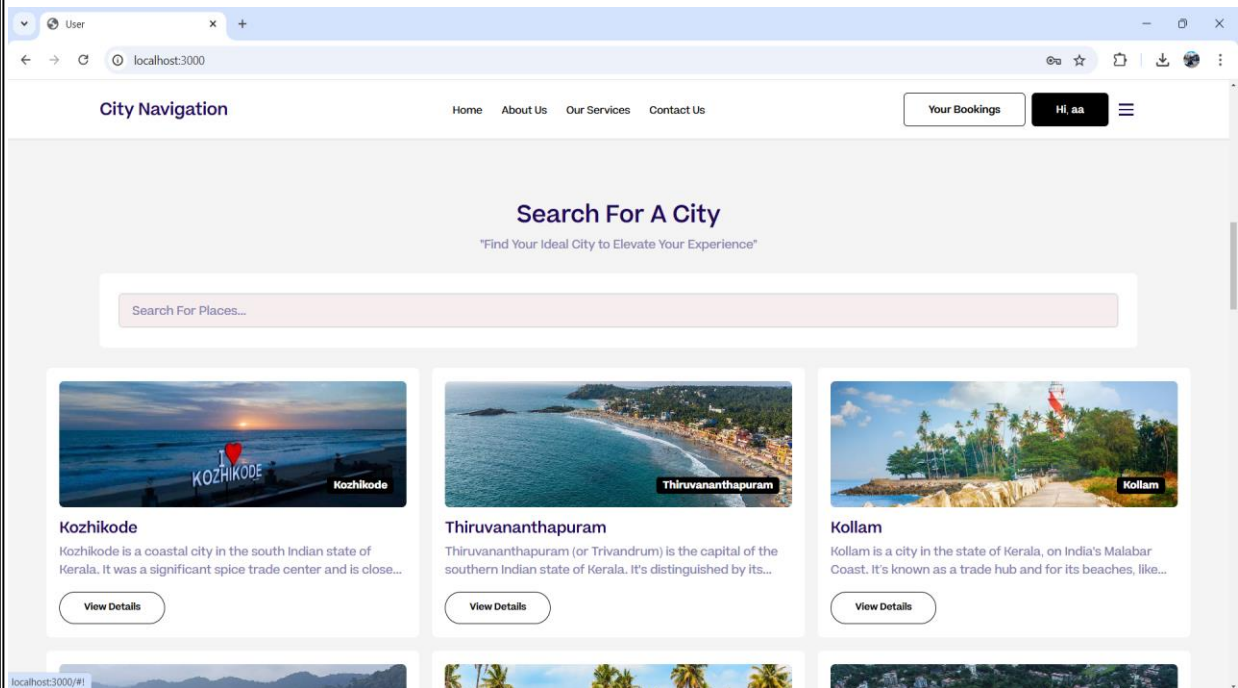 User
localhost:3000
City Navigation
Home About Us Our Services Contact Us
Your Bookings
Hi, aa
Search For A City
"Find Your Ideal City to Elevate Your Experience"
Search For Places...
I
KOZHIKODE
Kozhikode
Kozhikode
Kozhikode is a coastal city in the south Indian state of
Kerala. It was a significant spice trade center and is close...
View Details
Thiruvananthapuram
Thiruvananthapuram
Thiruvananthapuram (or Trivandrum) is the capital of the
southern Indian state of Kerala. It's distinguished by its...
View Details
Kollam
Kollam
Kollam is a city in the state of Kerala, on India's Malabar
Coast. It's known as a trade hub and for its beaches, like...
View Details
localhost:3000/#!